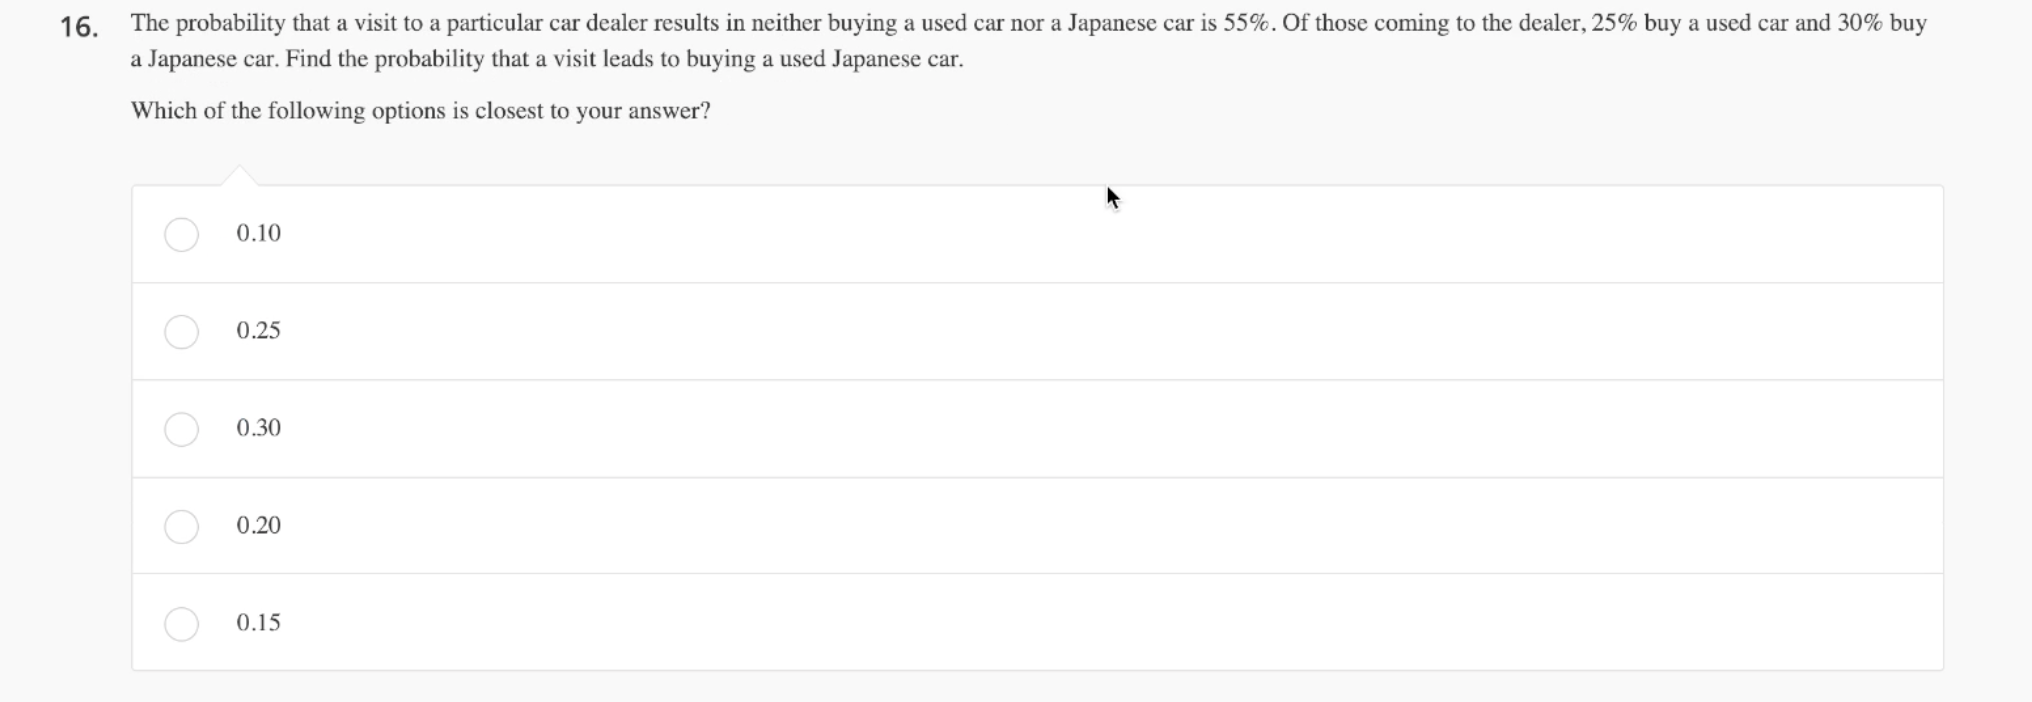 16. The probability that a visit to a particular car dealer results in neither buying a used car nor a Japanese car is 55%. Of those coming to the dealer, 25% buy a used car and 30% buy
a Japanese car. Find the probability that a visit leads to buying a used Japanese car.
Which of the following options is closest to your answer?
0.10
0.25
0.30
0.20
0.15